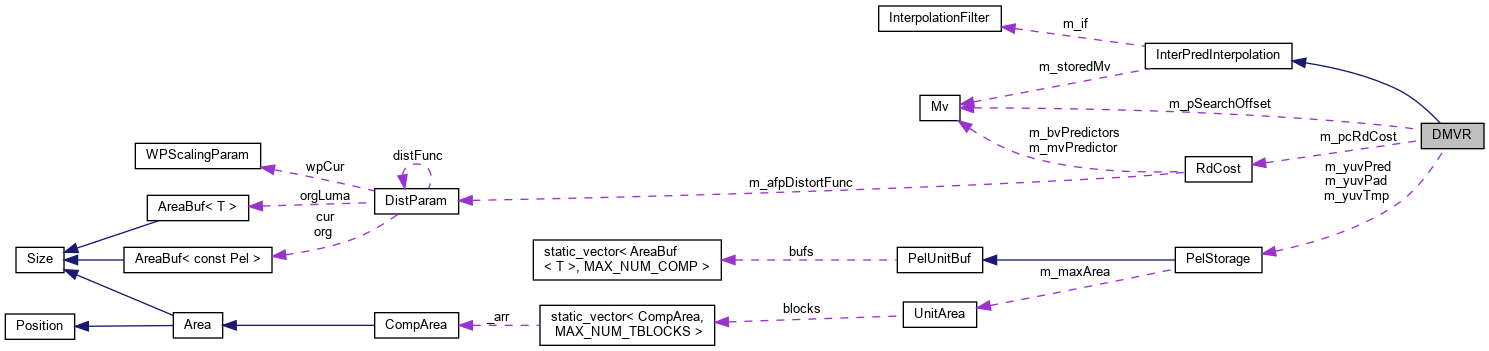 InterpolationFilter
m_if
InterPredInterpolation
m_storedMv
Mv
m_pSearchOffset
DMVR
m_bvPredictors
m_mvPredictor
m_pcRdCost
WPScalingParam
distFunc
wpCur
RdCost
m_yuvPred
m_yuvPad
m_yuvTmp
m_afpDistortFunc
orgLuma
AreaBuf< T >
DistParam
cur
org
Size
AreaBuf< const Pel >
static_vector< AreaBuf
< T >, MAX_NUM_COMP >
bufs
PelUnitBuf
PelStorage
m_maxArea
Position
Area
CompArea
_arr
static_vector< CompArea,
MAX_NUM_TBLOCKS >
blocks
UnitArea